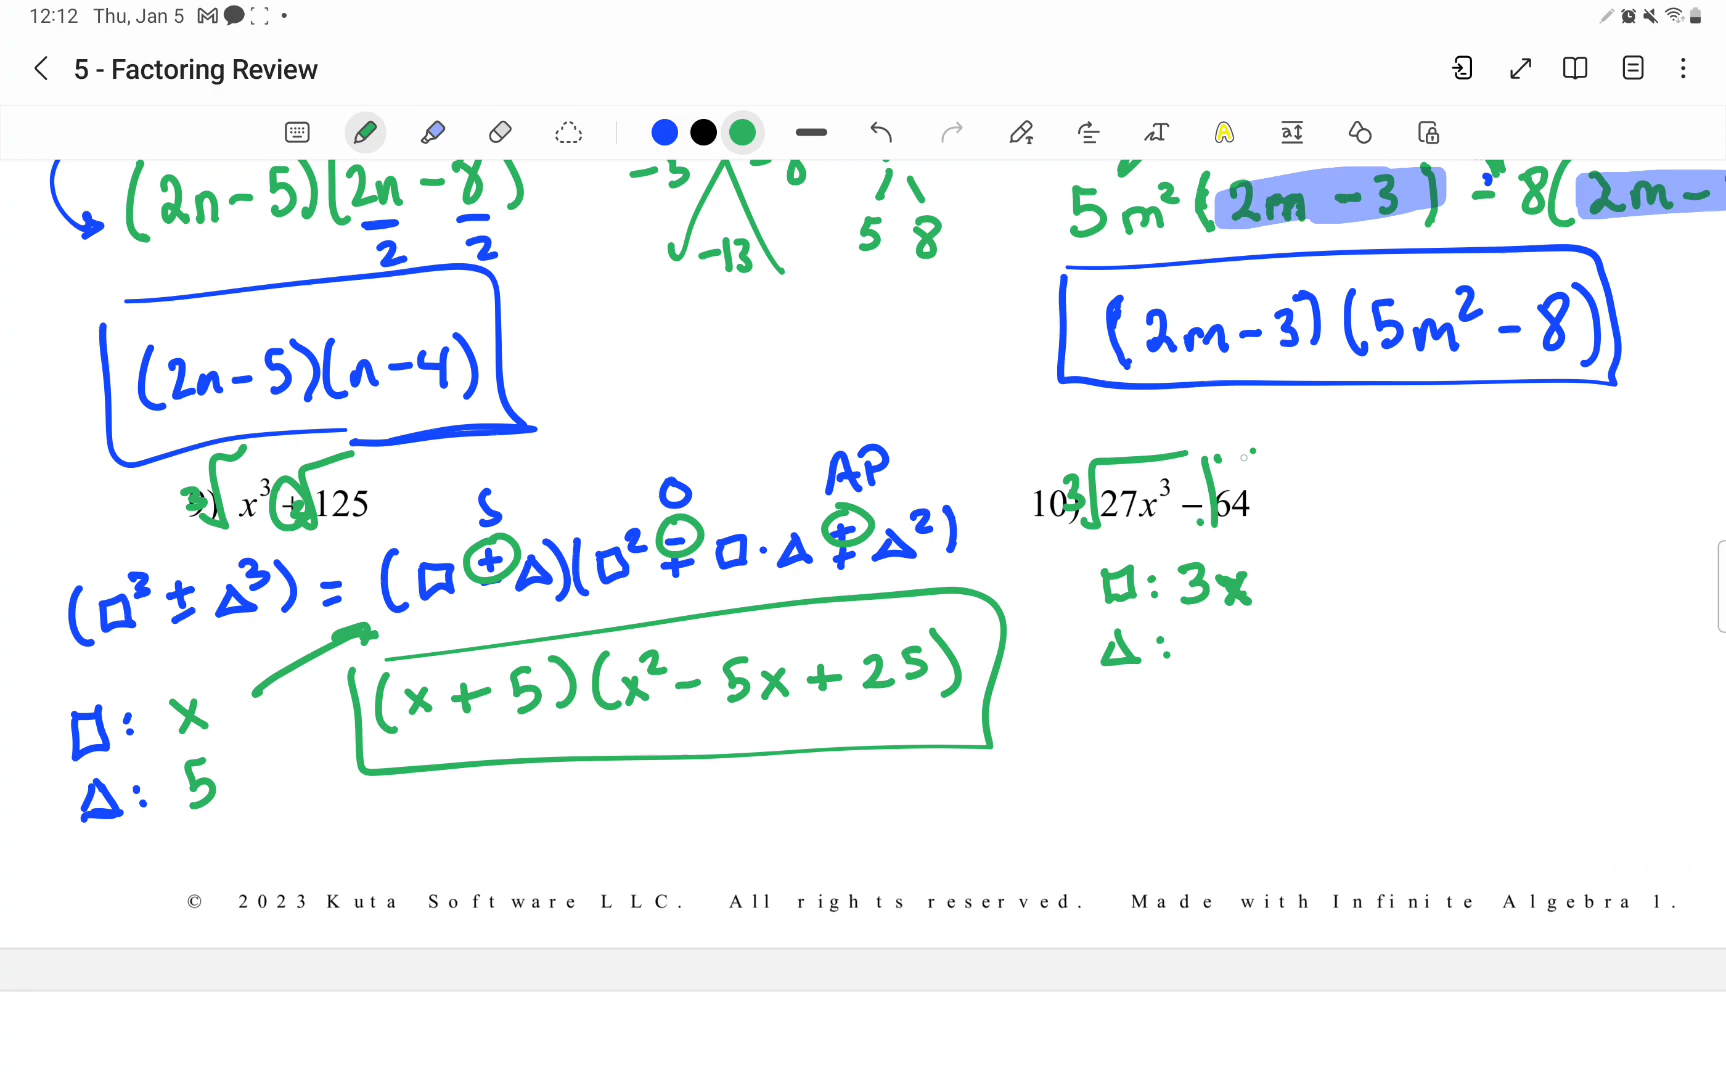 12:12 Thu, Jan 5
5 - Factoring Review
(2n-5)(2n-8)
2 2
-13
5 8
5m²(2m-3) = 8(2m-
(2n-5)(n-4)
(2m-3)(5m²-8)
x³ + 125
3
S O AP
(□³ ± △³) = (□ ± △)(□² ∓ □·△ + △²)
□: x
△: 5
(x+5)(x²-5x+25)
10) 27x³ - 64
3
□: 3x
△:
© 2023 Kuta Software LLC. All rights reserved. Made with Infinite Algebra 1.